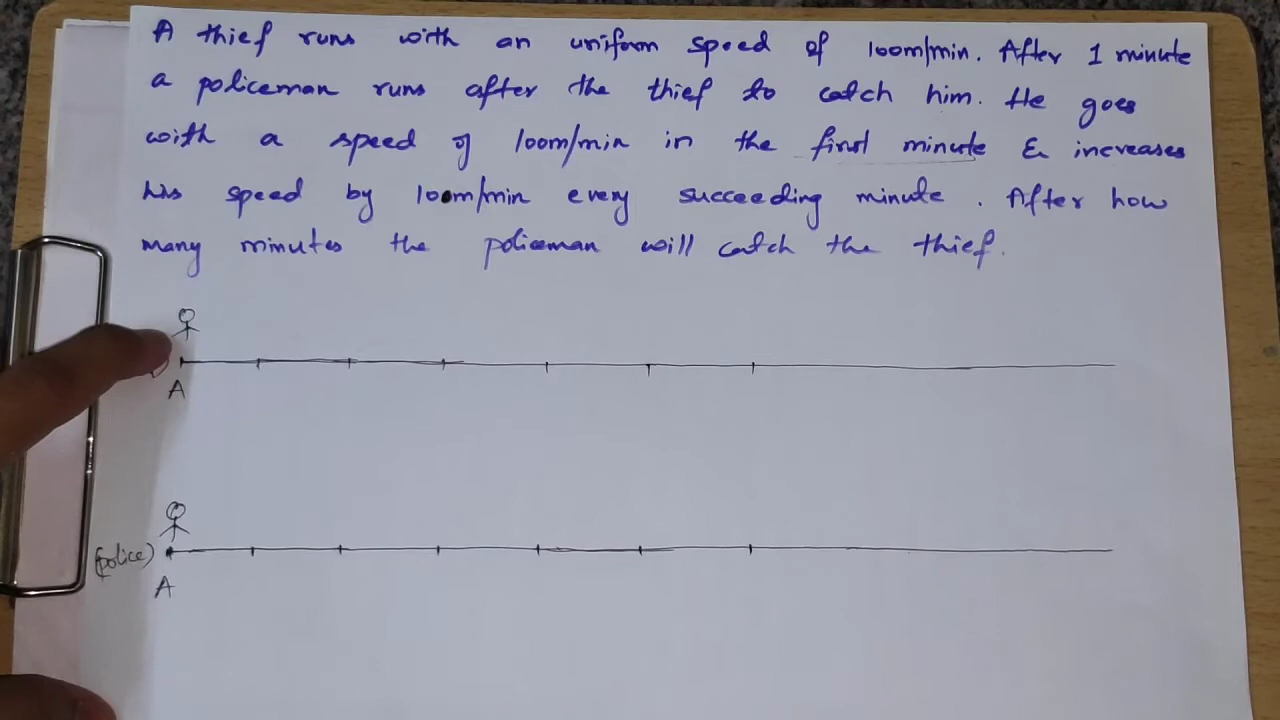 A thief runs with an uniform speed of 100m/min. After 1 minute
a policeman runs after the thief to catch him. He goes
with a speed of 100m/min in the first minute & increases
his speed by 100m/min every succeeding minute. After how
many minutes the policeman will catch the thief.
A
(police)
A